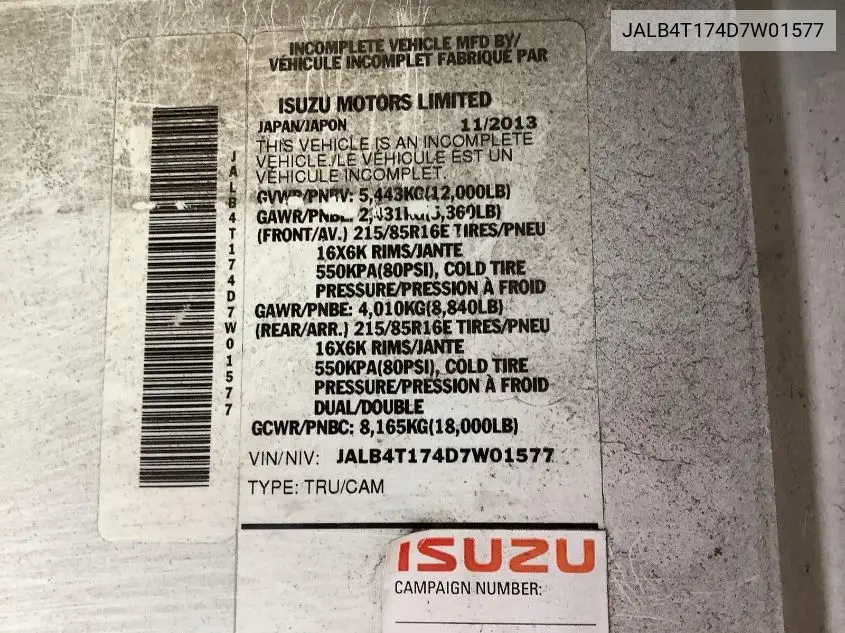 JALB4T174D7W01577
INCOMPLETE VEHICLE MFD BY/
VÉHICULE INCOMPLET FABRIQUÉ PAR
ISUZU MOTORS LIMITED
JAPAN/JAPON 11/2013
THIS VEHICLE IS AN INCOMPLETE
VEHICLE./LE VÉHICULE EST UN
VÉHICULE INCOMPLET.
GVWR/PNBV: 5,443KG(12,000LB)
(FRONT/AV.) 215/85R16E TIRES/PNEU
16X6K RIMS/JANTE
550KPA(80PSI), COLD TIRE
PRESSURE/PRESSION À FROID
GAWR/PNBE: 4,010KG(8,840LB)
(REAR/ARR.) 215/85R16E TIRES/PNEU
16X6K RIMS/JANTE
550KPA(80PSI), COLD TIRE
PRESSURE/PRESSION À FROID
DUAL/DOUBLE
GCWR/PNBC: 8,165KG(18,000LB)
VIN/NIV: JALB4T174D7W01577
TYPE: TRU/CAM
JALB4T174D7W01577
ISUZU
CAMPAIGN NUMBER: